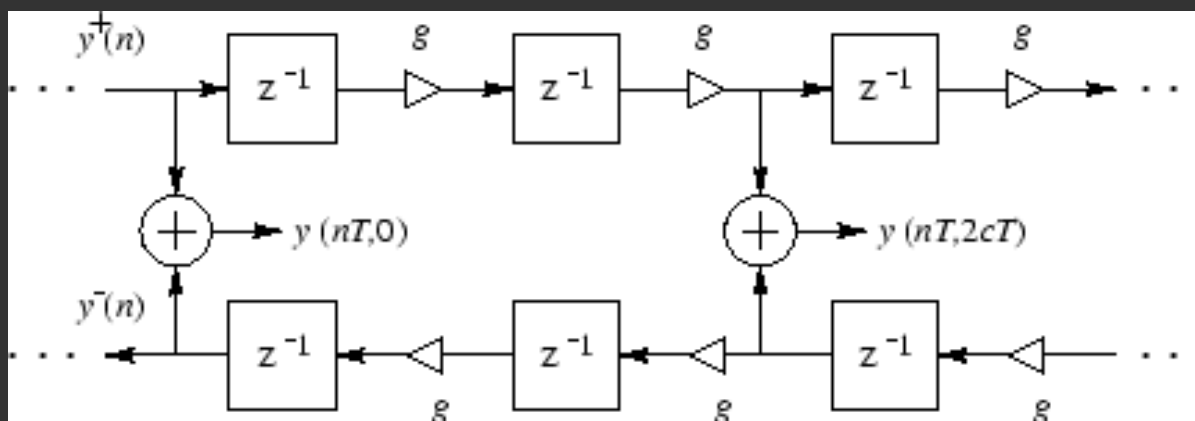 y⁺(n) g g g
· · · z⁻¹ z⁻¹ z⁻¹ · ·
+ y (nT,0) + y (nT,2cT)
y⁻(n)
· · · z⁻¹ z⁻¹ z⁻¹ · ·
g g g